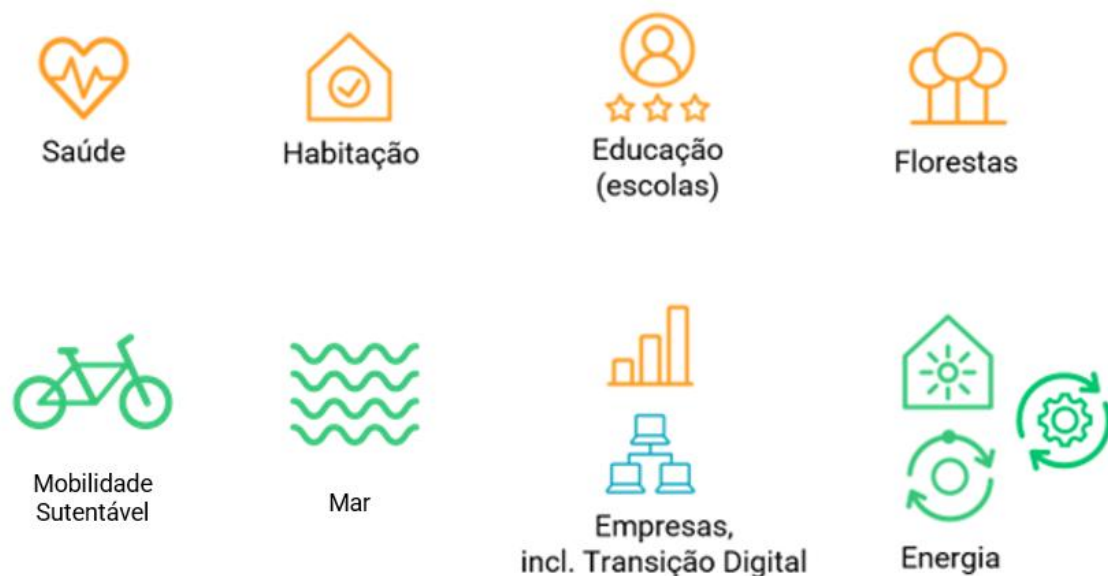 Saúde
Habitação
Educação
(escolas)
Florestas
Mobilidade
Sutentável
Mar
Empresas,
incl. Transição Digital
Energia